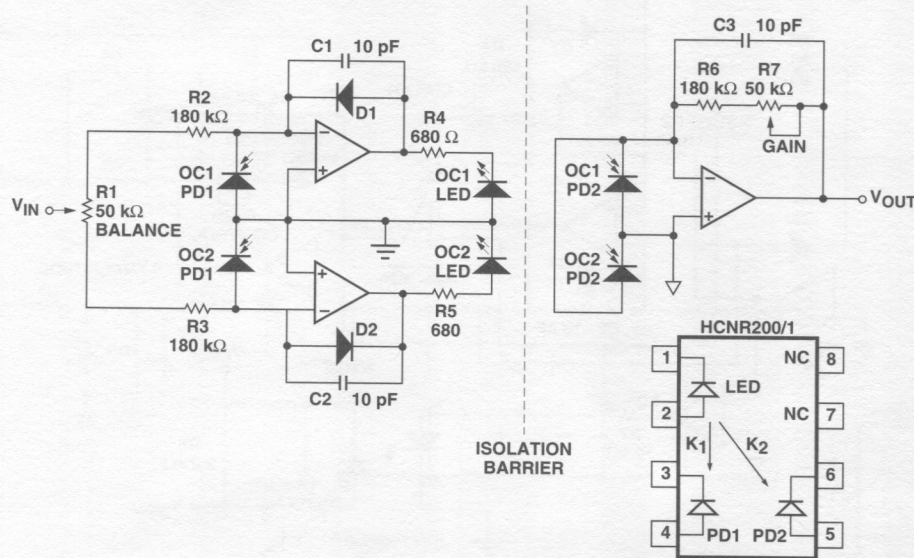 C1 10 pF
D1
R2
180 kΩ
R4
680 Ω
OC1
PD1
OC1
LED
V_IN
R1
50 kΩ
BALANCE
OC2
PD1
OC2
LED
R3
180 kΩ
R5
680
D2
C2 10 pF
ISOLATION
BARRIER
C3 10 pF
R6
180 kΩ
R7
50 kΩ
GAIN
OC1
PD2
OC2
PD2
V_OUT
HCNR200/1
1
LED
NC 8
2
NC 7
K1
K2
3
6
4
PD1
PD2
5